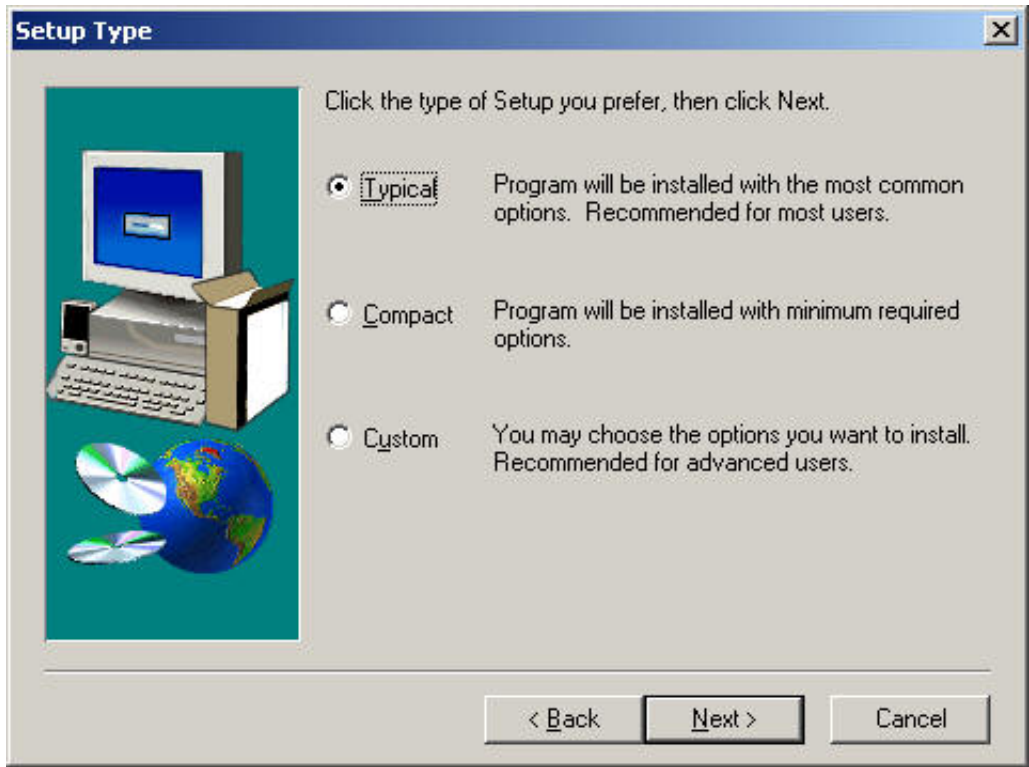 Setup Type
Click the type of Setup you prefer, then click Next.
Typical
Program will be installed with the most common
options.  Recommended for most users.
Compact
Program will be installed with minimum required
options.
Custom
You may choose the options you want to install.
Recommended for advanced users.
< Back
Next >
Cancel